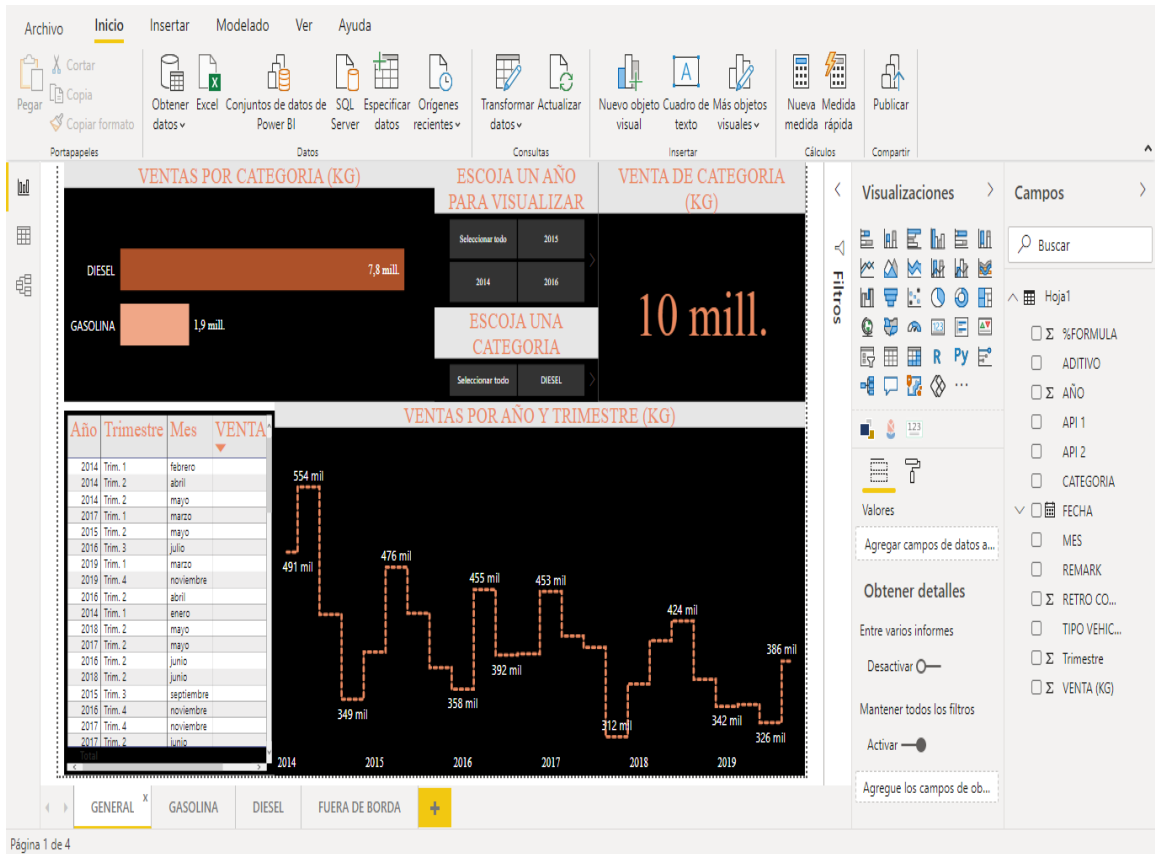 Archivo Inicio Insertar Modelado Ver Ayuda
Pegar
Cortar
Copia
Copiar formato
Portapapeles
Obtener datos
Excel
Conjuntos de datos de Power BI
SQL Server
Especificar datos
Orígenes recientes
Datos
Transformar datos
Actualizar
Consultas
Nuevo objeto visual
Cuadro de texto
Más objetos visuales
Insertar
Nueva medida
Medida rápida
Cálculos
Publicar
Compartir
VENTAS POR CATEGORIA (KG)
DIESEL 7,8 mill.
GASOLINA 1,9 mill.
ESCOJA UN AÑO
PARA VISUALIZAR
Seleccionar todo 2015
2014 2016
ESCOJA UNA
CATEGORIA
Seleccionar todo DIESEL
VENTA DE CATEGORIA
(KG)
10 mill.
Año Trimestre Mes VENTA
2014 Trim. 1 febrero
2014 Trim. 2 abril
2014 Trim. 2 mayo
2017 Trim. 1 marzo
2015 Trim. 2 mayo
2016 Trim. 3 julio
2019 Trim. 1 marzo
2019 Trim. 4 noviembre
2016 Trim. 2 abril
2014 Trim. 1 enero
2018 Trim. 2 mayo
2017 Trim. 2 mayo
2016 Trim. 2 junio
2018 Trim. 2 junio
2015 Trim. 3 septiembre
2016 Trim. 4 noviembre
2017 Trim. 4 noviembre
2017 Trim. 2 junio
Total
VENTAS POR AÑO Y TRIMESTRE (KG)
554 mil
491 mil
349 mil
476 mil
358 mil
455 mil
392 mil
453 mil
312 mil
424 mil
342 mil
326 mil
386 mil
2014 2015 2016 2017 2018 2019
Filtros
Visualizaciones
123
R Py
123
Valores
Agregar campos de datos a...
Obtener detalles
Entre varios informes
Desactivar
Mantener todos los filtros
Activar
Agregue los campos de ob...
Campos
Buscar
Hoja1
%FORMULA
ADITIVO
AÑO
API 1
API 2
CATEGORIA
FECHA
MES
REMARK
RETRO CO...
TIPO VEHIC...
Trimestre
VENTA (KG)
GENERAL x GASOLINA DIESEL FUERA DE BORDA +
Página 1 de 4